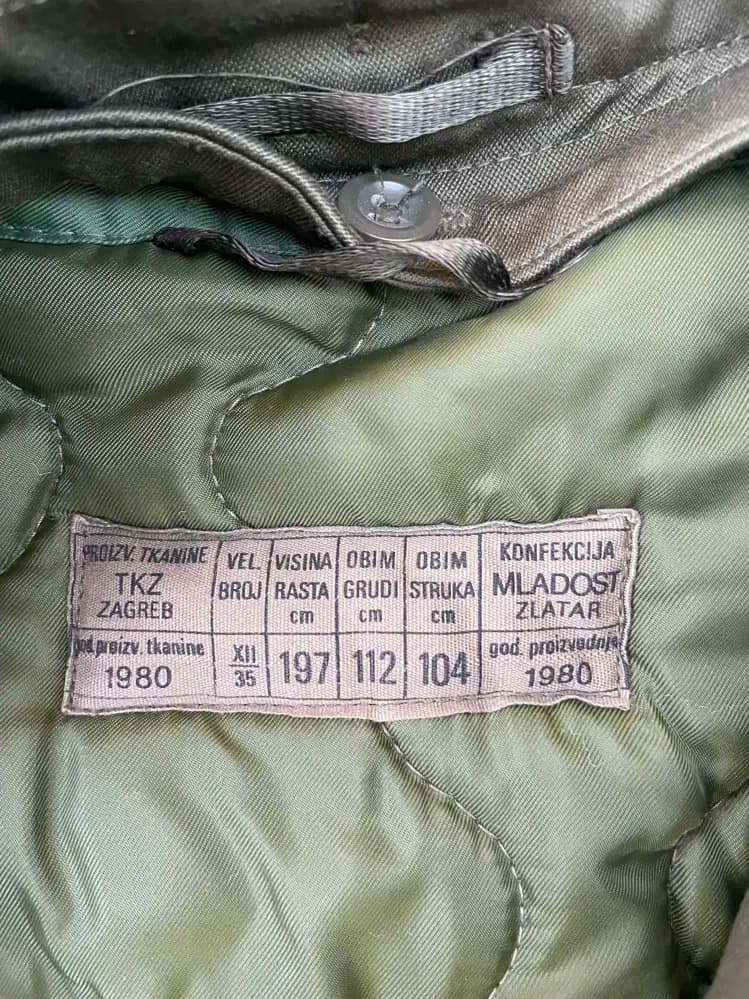 PROIZV. TKANINE
TKZ
ZAGREB
god. proizv. tkanine
1980
VEL.
BROJ
XII
35
VISINA
RASTA
cm
197
OBIM
GRUDI
cm
112
OBIM
STRUKA
cm
104
KONFEKCIJA
MLADOST
ZLATAR
god. proizvodnje
1980